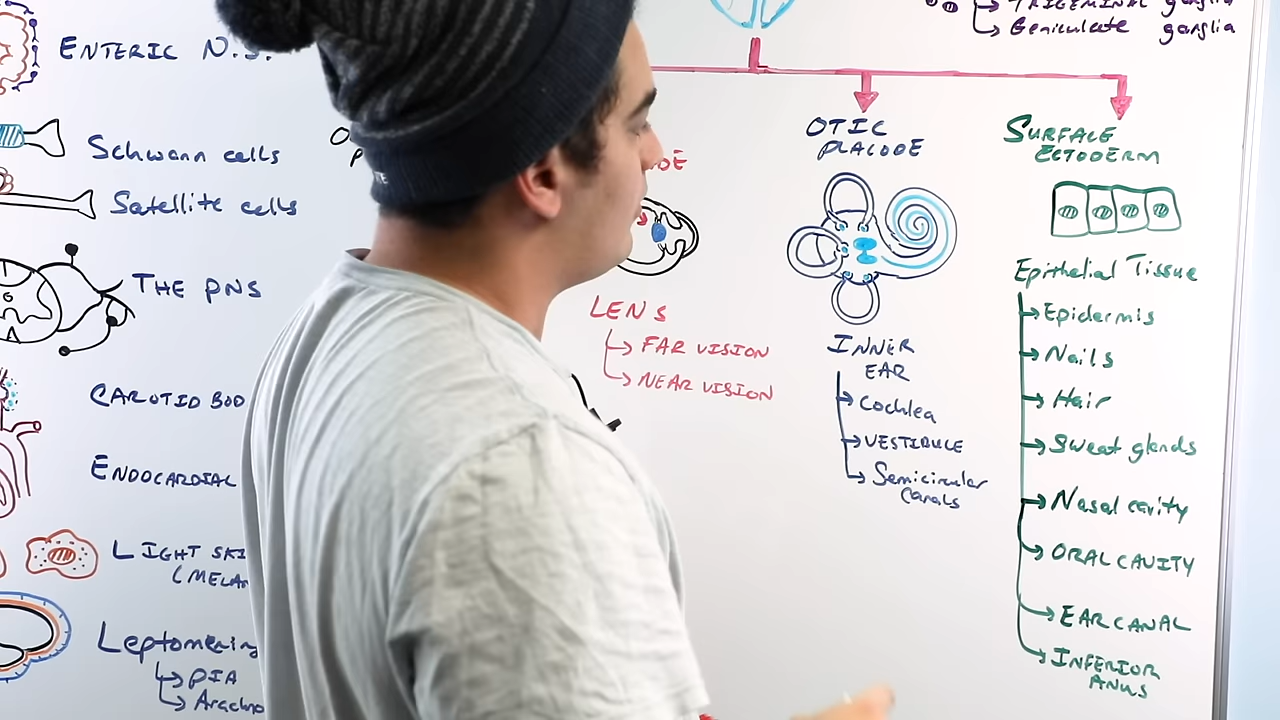 ENTERIC N.S.
Schwann cells
Satellite cells
THE PNS
CAROTID BOD
ENDOCARDIAL
LIGHT SKI
(MELA
Leptomenin
PIA
Arachno
TRIGEMINAL ganglia
Geniculate ganglia
LENS
FAR VISION
NEAR VISION
OTIC
PLACODE
INNER
EAR
Cochlea
VESTIBULE
Semicircular
Canals
SURFACE
ECTODERM
Epithelial Tissue
Epidermis
Nails
Hair
Sweat glands
Nasal cavity
ORAL CAVITY
EAR CANAL
INFERIOR
ANUS